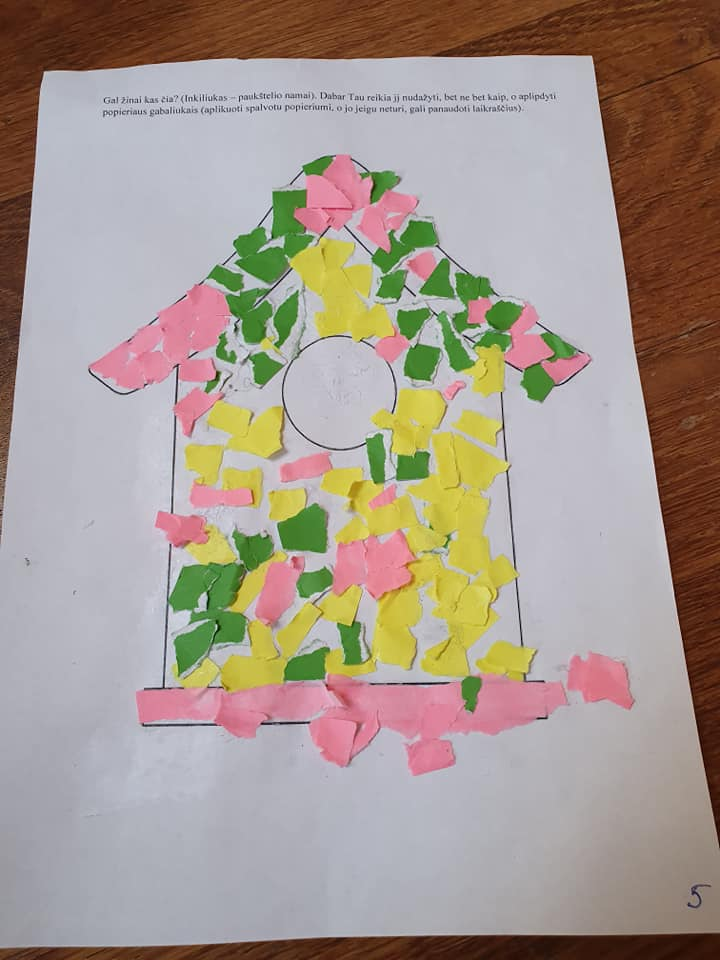 Gal žinai kas čia? (Inkiliukas – paukštelio namai). Dabar Tau reikia jį nudažyti, bet ne bet kaip, o aplipdyti
popieriaus gabaliukais (aplikuoti spalvotu popieriumi, o jo jeigu neturi, gali panaudoti laikraščius).
5